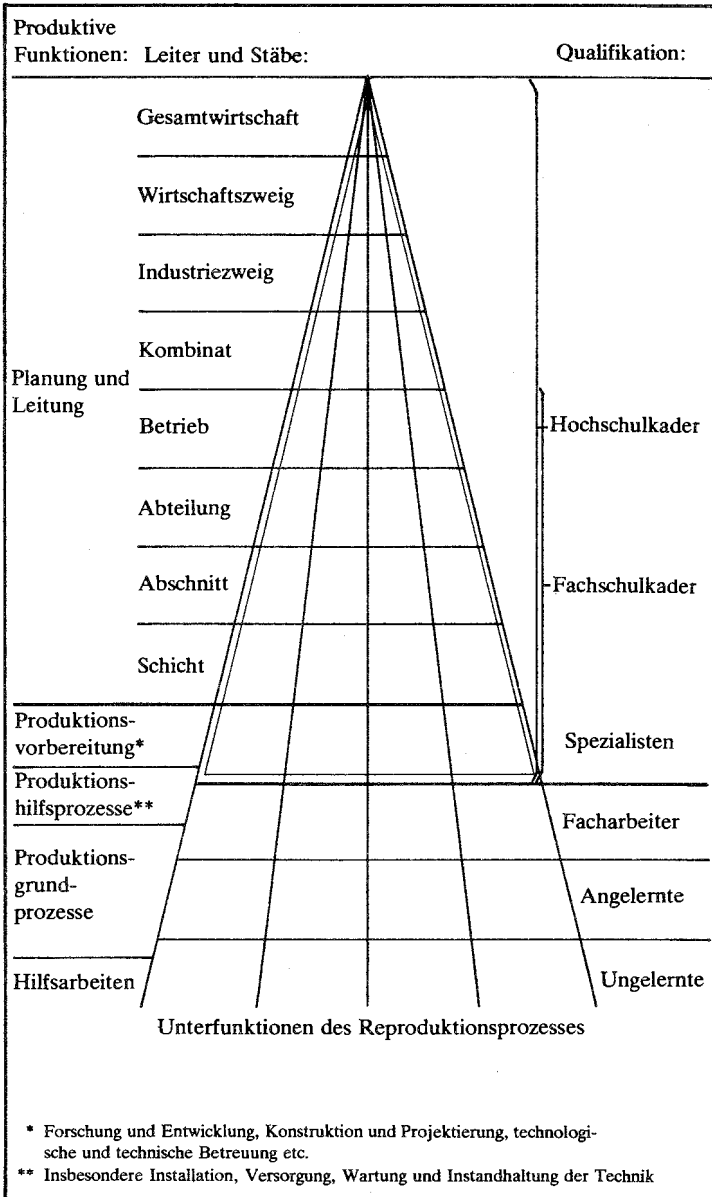 Produktive
Funktionen: Leiter und Stäbe: Qualifikation:
Gesamtwirtschaft
Wirtschaftszweig
Industriezweig
Kombinat
Planung und
Leitung
Betrieb
Hochschulkader
Abteilung
Abschnitt
Fachschulkader
Schicht
Produktions-
vorbereitung*
Spezialisten
Produktions-
hilfsprozesse**
Facharbeiter
Produktions-
grund-
prozesse
Angelernte
Hilfsarbeiten
Ungelernte
Unterfunktionen des Reproduktionsprozesses
* Forschung und Entwicklung, Konstruktion und Projektierung, technologi-
sche und technische Betreuung etc.
** Insbesondere Installation, Versorgung, Wartung und Instandhaltung der Technik